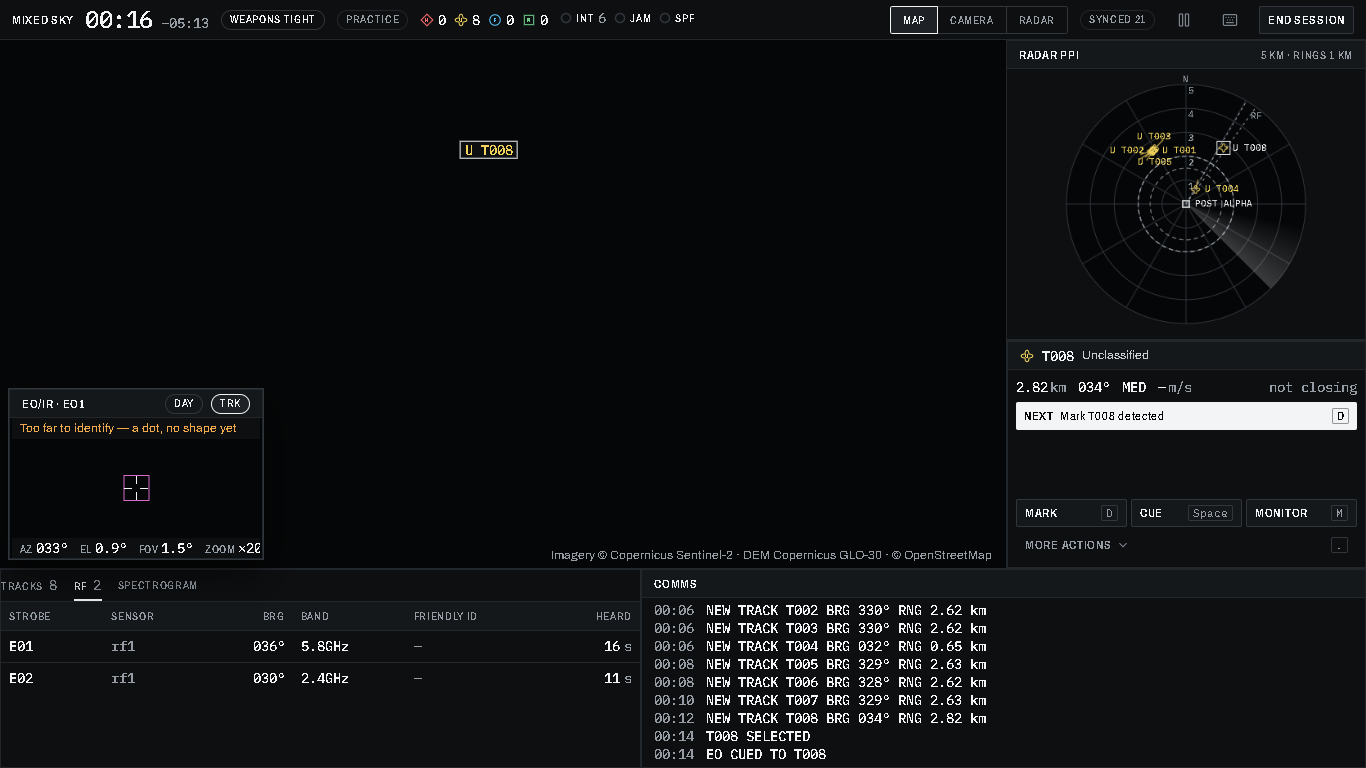 MIXED SKY 00:16 −05:13 WEAPONS TIGHT PRACTICE H 0 8 F 0 N 0 INT 6 JAM SPF MAP CAMERA RADAR SYNCED 21 END SESSION
RADAR PPI 5 KM · RINGS 1 KM
N
5
4
RF
3
U T003
U T002 U T001
U T008
U T005
2
1
U T004
POST ALPHA
U T008
T008 Unclassified
2.82km 034° MED —m/s not closing
NEXT Mark T008 detected D
MARK D CUE Space MONITOR M
MORE ACTIONS .
EO/IR · EO1 DAY TRK
Too far to identify — a dot, no shape yet
AZ 033° EL 0.9° FOV 1.5° ZOOM ×20
Imagery © Copernicus Sentinel-2 · DEM Copernicus GLO-30 · © OpenStreetMap
TRACKS 8 RF 2 SPECTROGRAM
STROBE SENSOR BRG BAND FRIENDLY ID HEARD
E01 rf1 036° 5.8GHz — 16 s
E02 rf1 030° 2.4GHz — 11 s
COMMS
00:06 NEW TRACK T002 BRG 330° RNG 2.62 km
00:06 NEW TRACK T003 BRG 330° RNG 2.62 km
00:06 NEW TRACK T004 BRG 032° RNG 0.65 km
00:08 NEW TRACK T005 BRG 329° RNG 2.63 km
00:08 NEW TRACK T006 BRG 328° RNG 2.62 km
00:10 NEW TRACK T007 BRG 329° RNG 2.63 km
00:12 NEW TRACK T008 BRG 034° RNG 2.82 km
00:14 T008 SELECTED
00:14 EO CUED TO T008